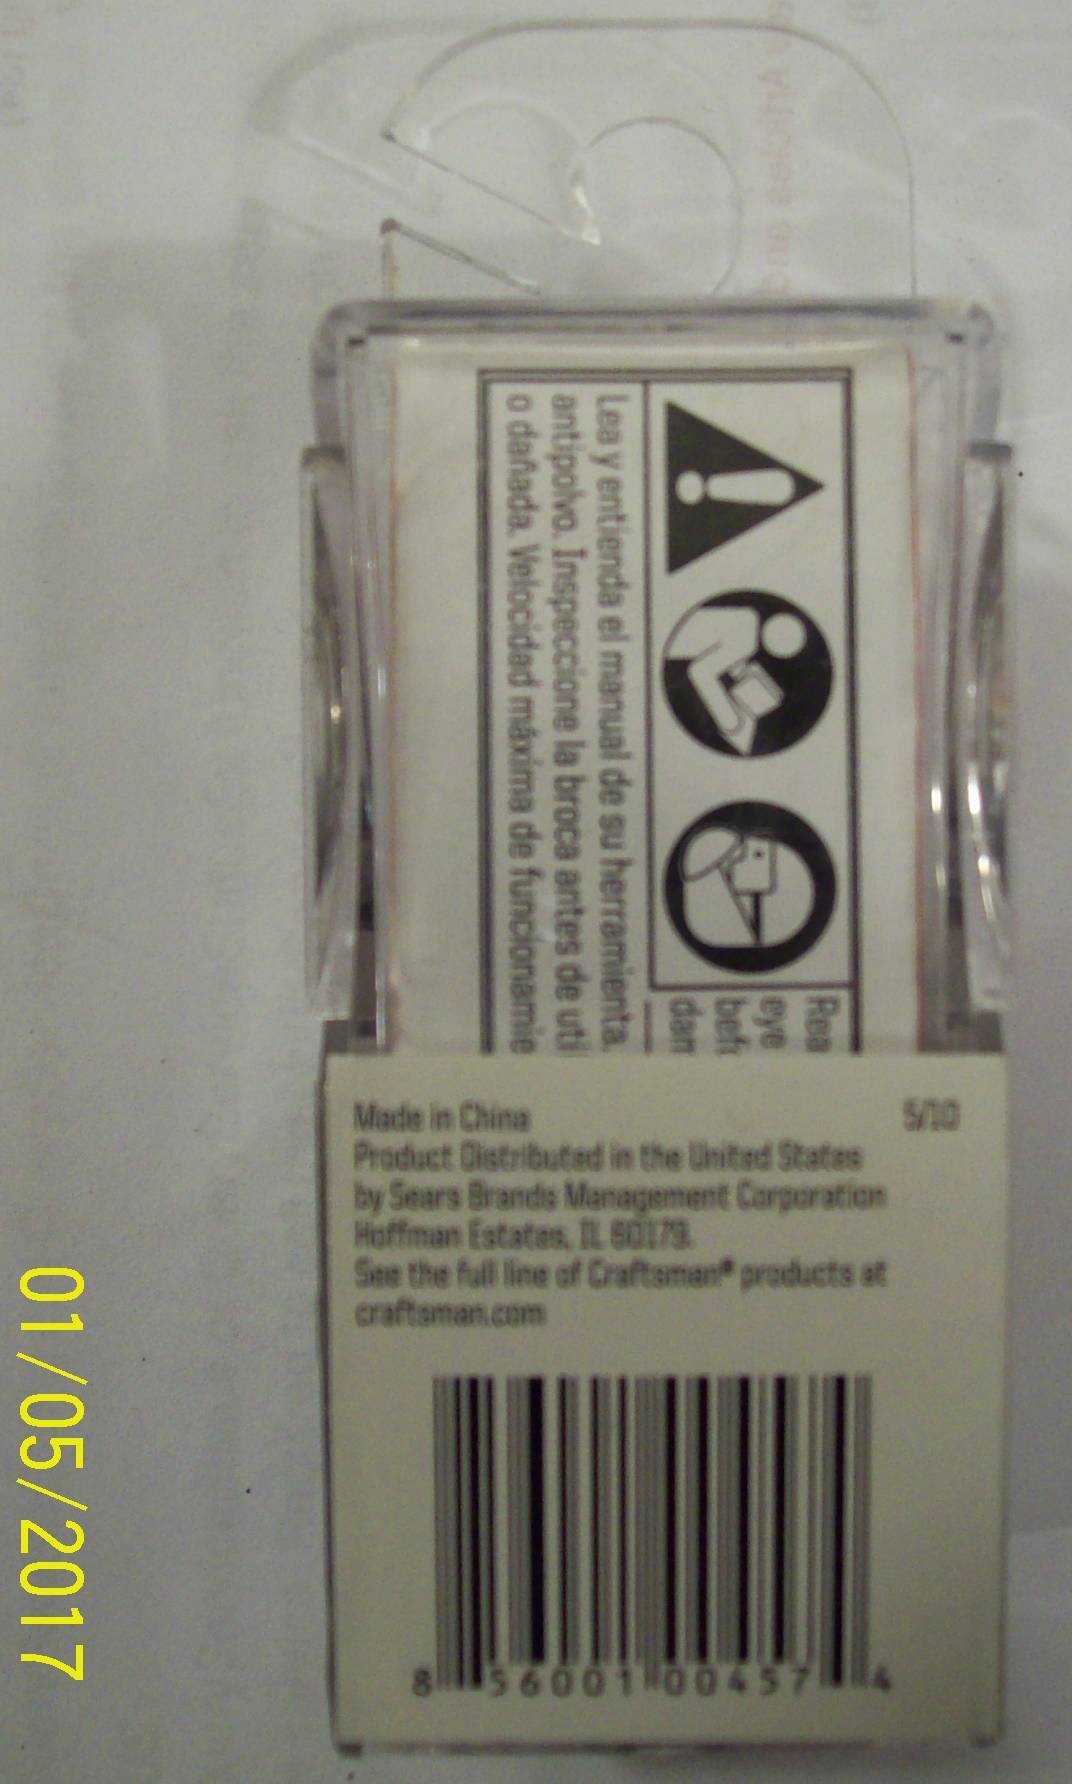 Rea
eye
befo
dan
Lea y entienda el manual de su herramienta.
antipolvo. Inspeccione la broca antes de uti
o dañada. Velocidad máxima de funcionamie
Made in China 5/10
Product Distributed in the United States
by Sears Brands Management Corporation
Hoffman Estates, IL 60179.
See the full line of Craftsman® products at
craftsman.com
8 56001 00457 4
01/05/2017